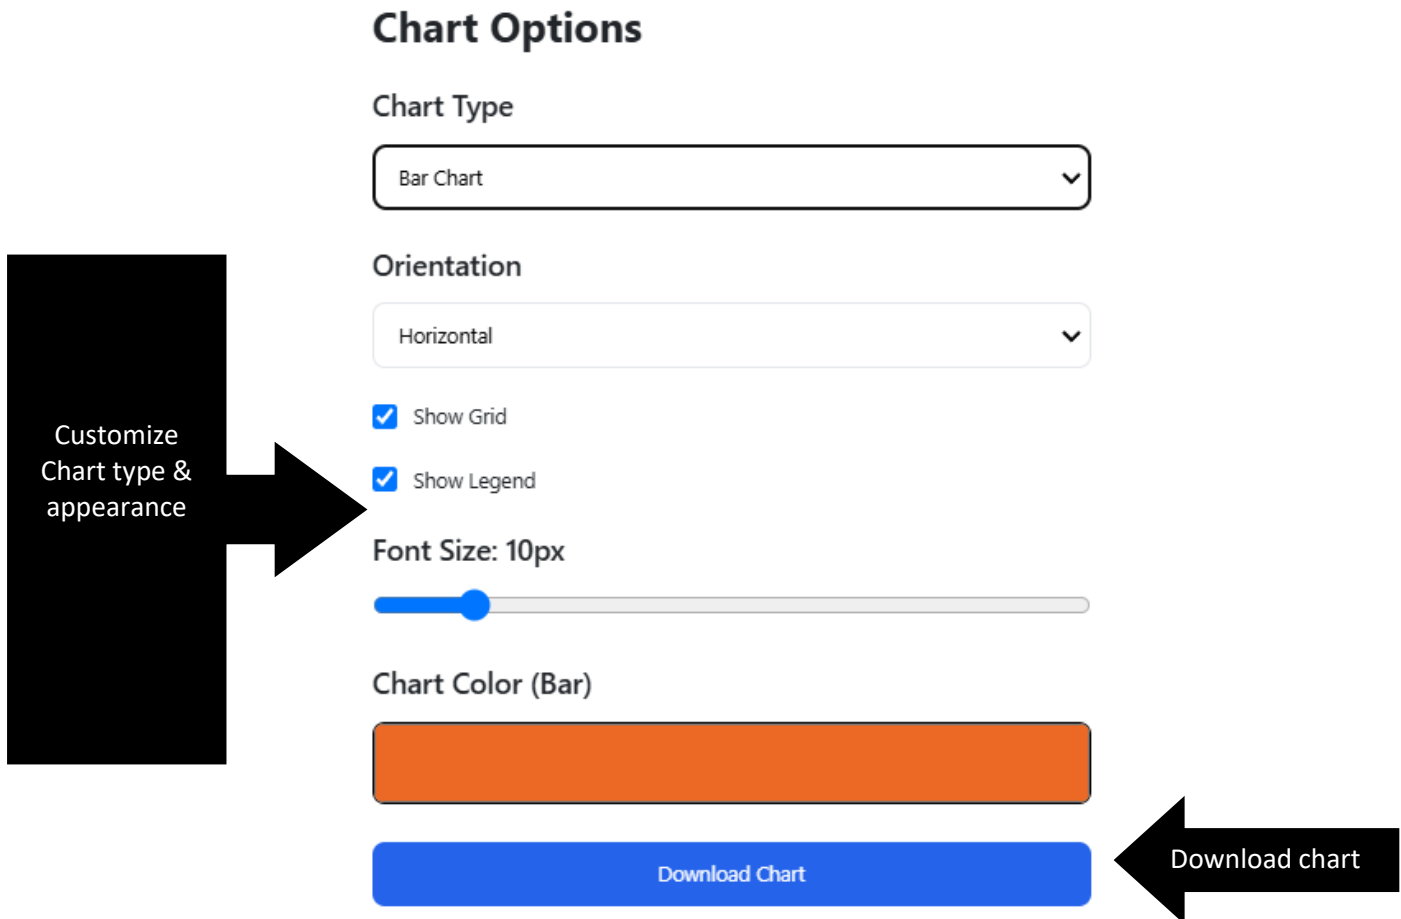 Chart Options
Chart Type
Bar Chart
Orientation
Horizontal
Show Grid
Show Legend
Font Size: 10px
Chart Color (Bar)
Download Chart
Customize
Chart type &
appearance
Download chart